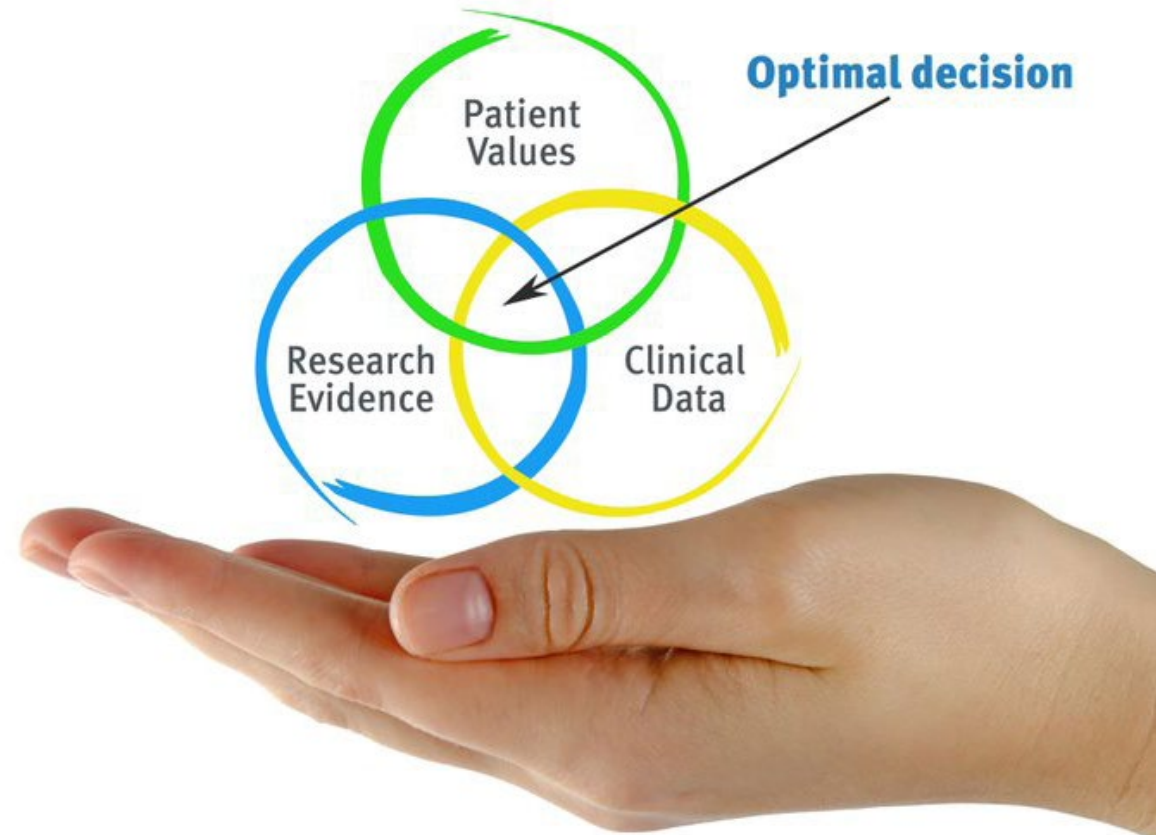 Optimal decision
Patient
Values
Research
Evidence
Clinical
Data